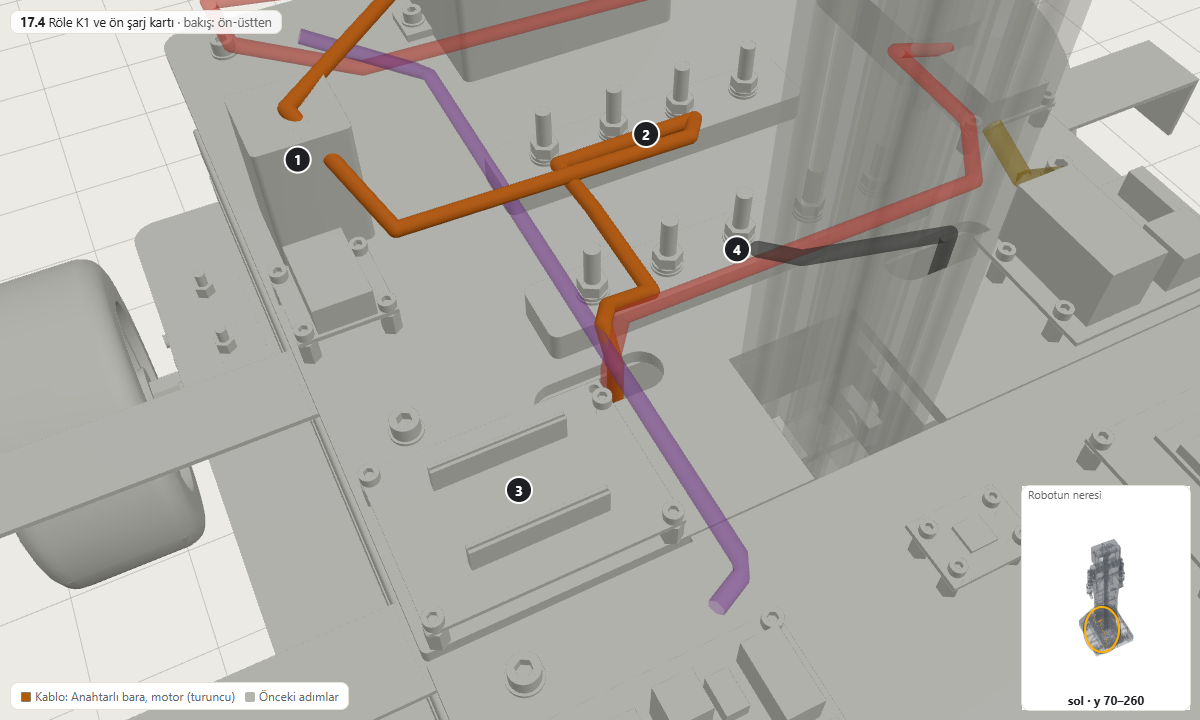 17.4 Röle K1 ve ön şarj kartı · bakış: ön-üstten
1
2
3
4
Robotun neresi
sol · y 70–260
Kablo: Anahtarlı bara, motor (turuncu)
Önceki adımlar